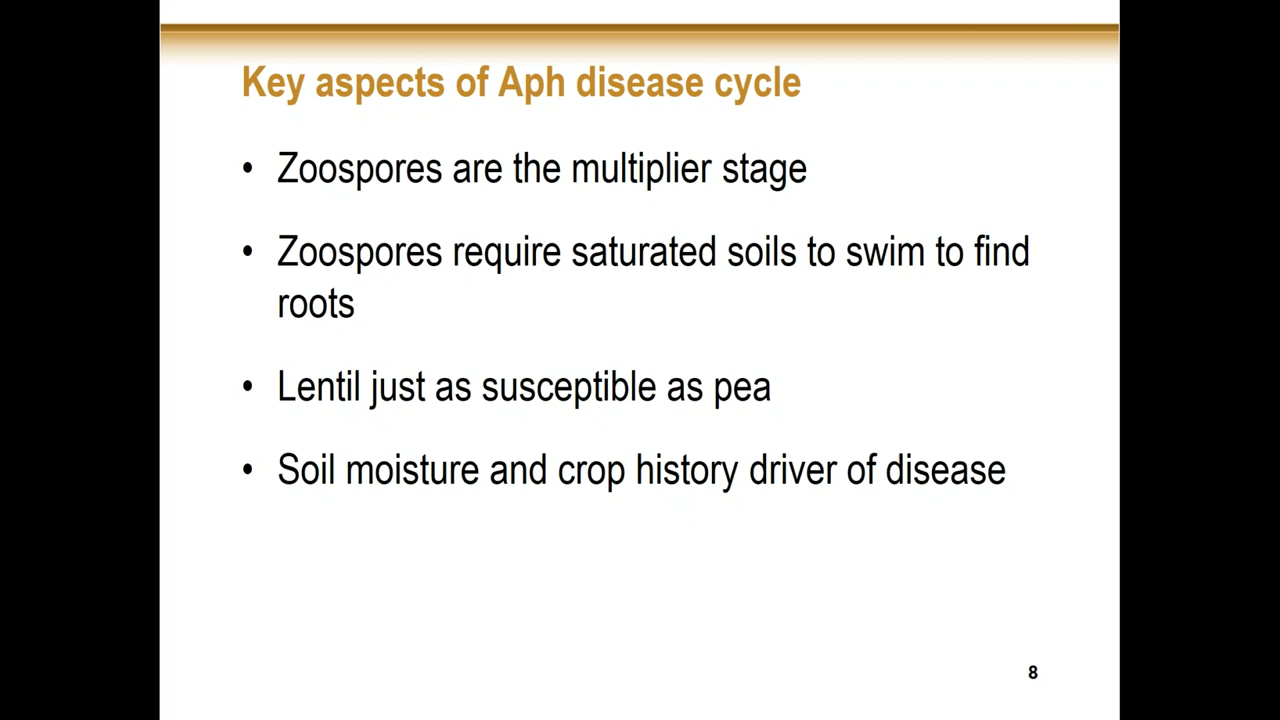 Key aspects of Aph disease cycle
• Zoospores are the multiplier stage
• Zoospores require saturated soils to swim to find
roots
• Lentil just as susceptible as pea
• Soil moisture and crop history driver of disease
8